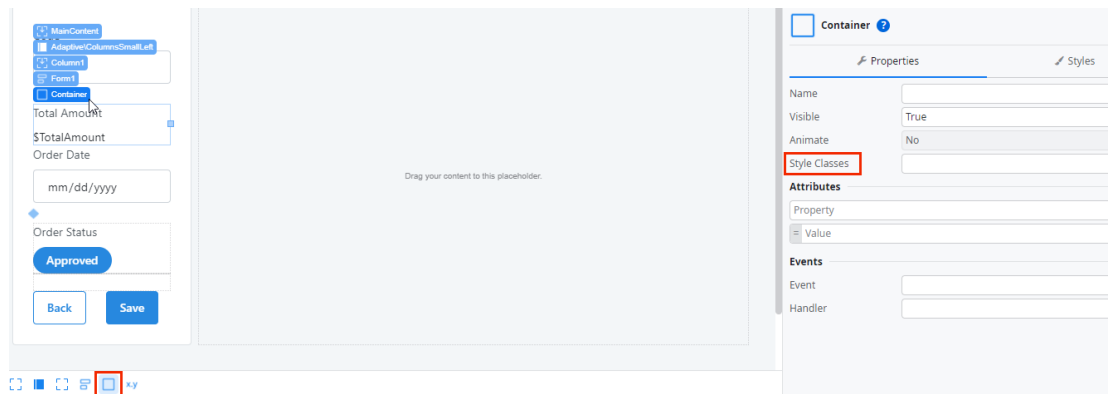 MainContent
Adaptive\ColumnsSmallLeft
Column1
Form1
Container
Total Amount
$TotalAmount
Order Date
mm/dd/yyyy
Order Status
Approved
Back
Save
Drag your content to this placeholder.
x.y
Container ?
Properties
Styles
Name
Visible True
Animate No
Style Classes
Attributes
Property
= Value
Events
Event
Handler